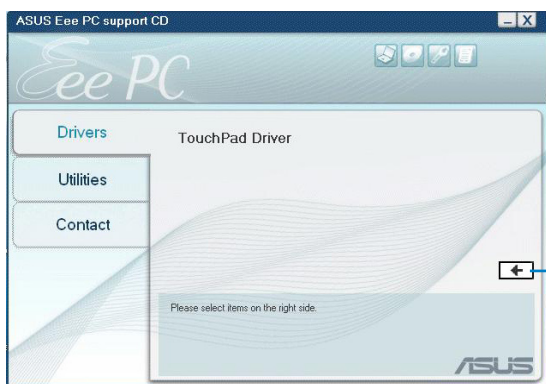 ASUS Eee PC support CD
Eee PC
Drivers
TouchPad Driver
Utilities
Contact
Please select items on the right side.
ASUS